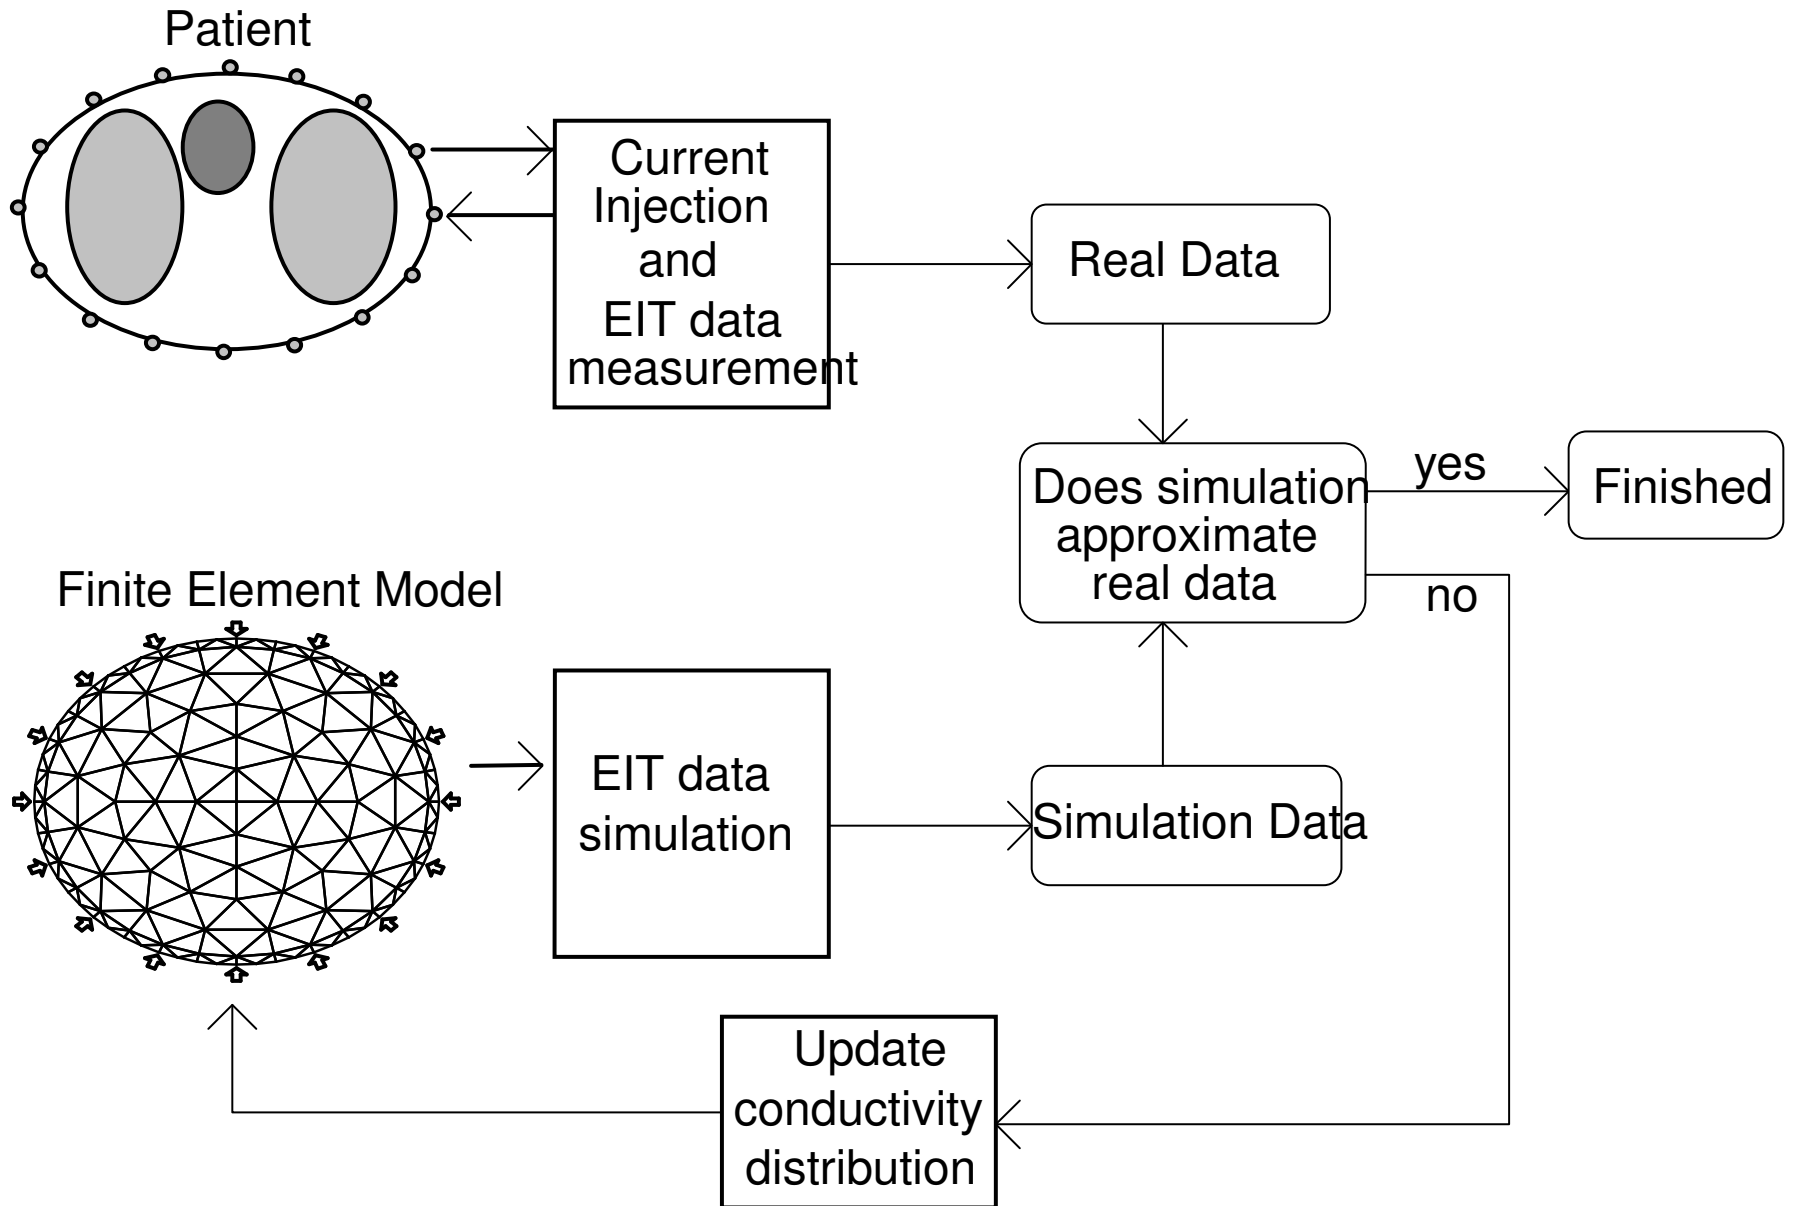 Patient
Current
Injection
and
EIT data
measurement
Real Data
Does simulation
approximate
real data
yes
no
Finished
Finite Element Model
EIT data
simulation
Simulation Data
Update
conductivity
distribution